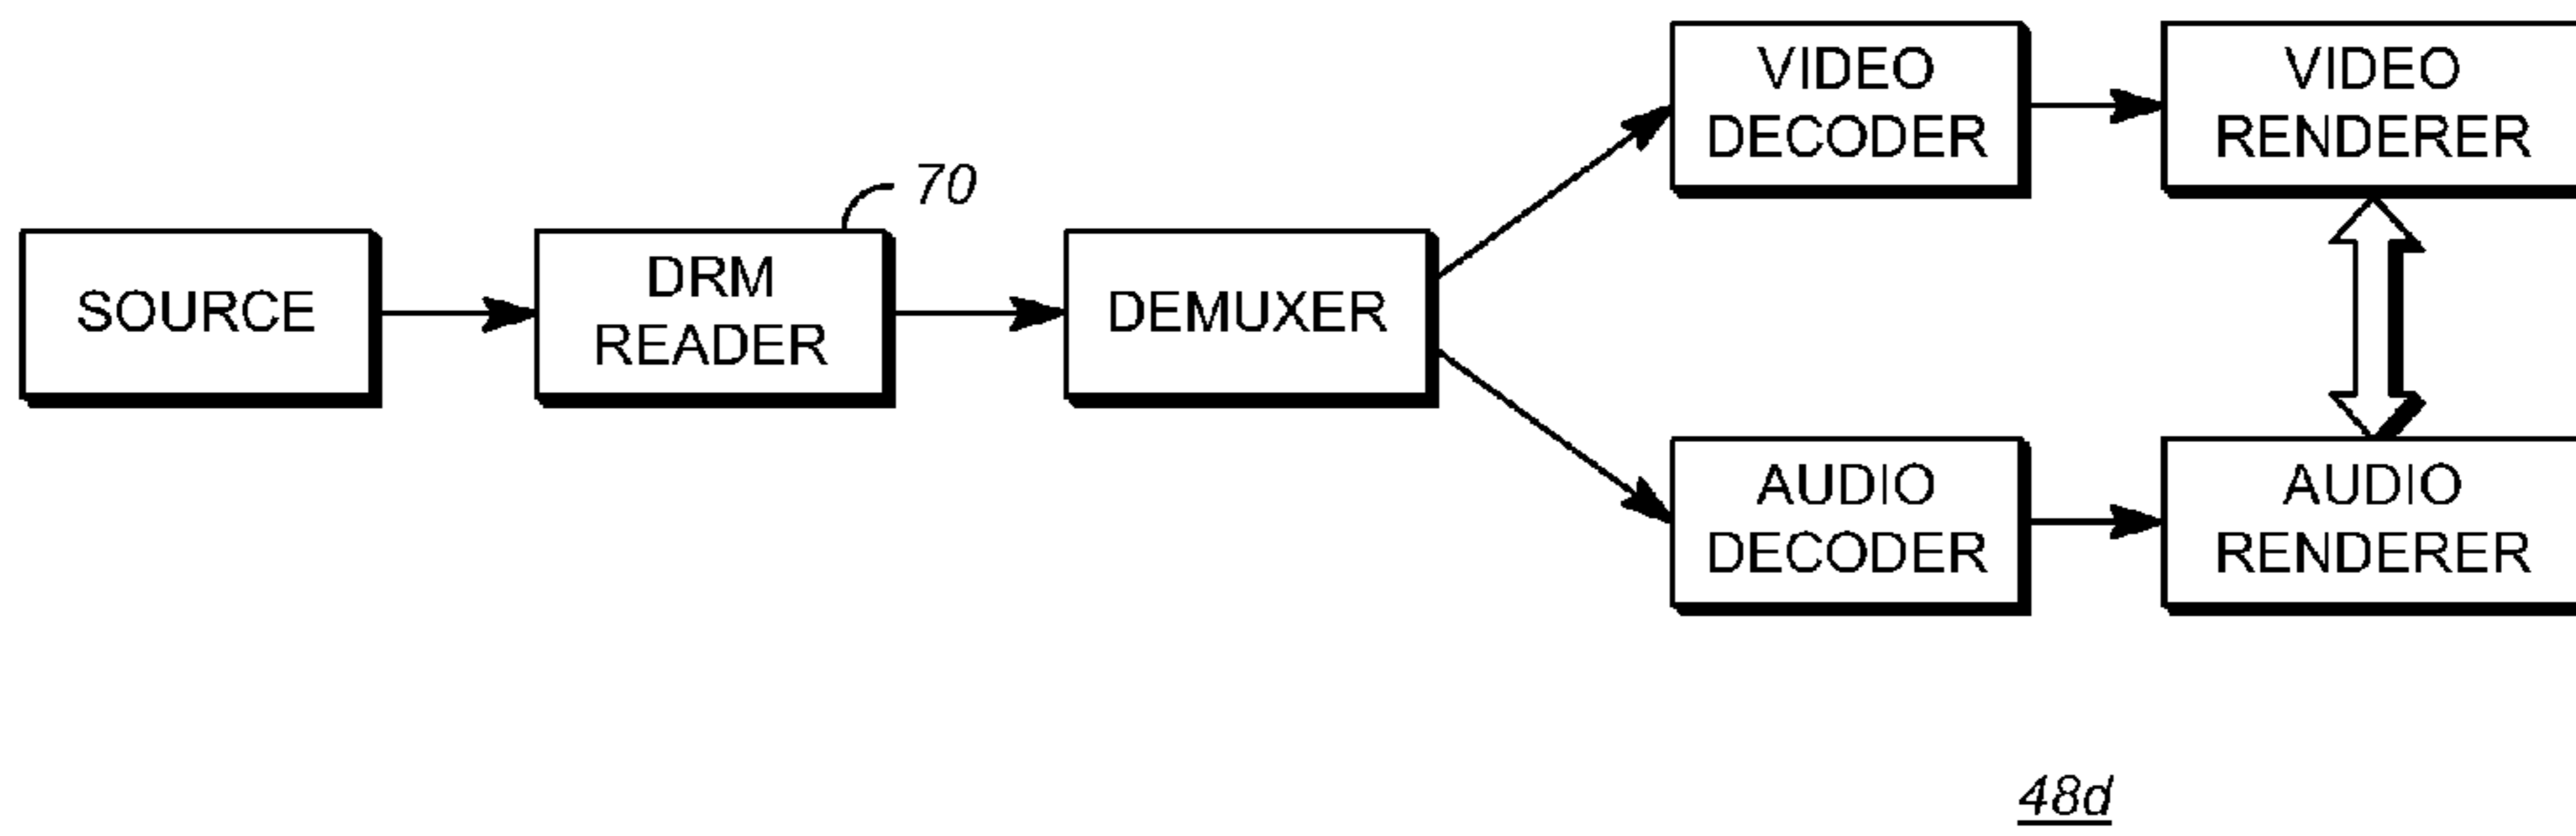 SOURCE
DRM
READER
70
DEMUXER
VIDEO
DECODER
VIDEO
RENDERER
AUDIO
DECODER
AUDIO
RENDERER
48d